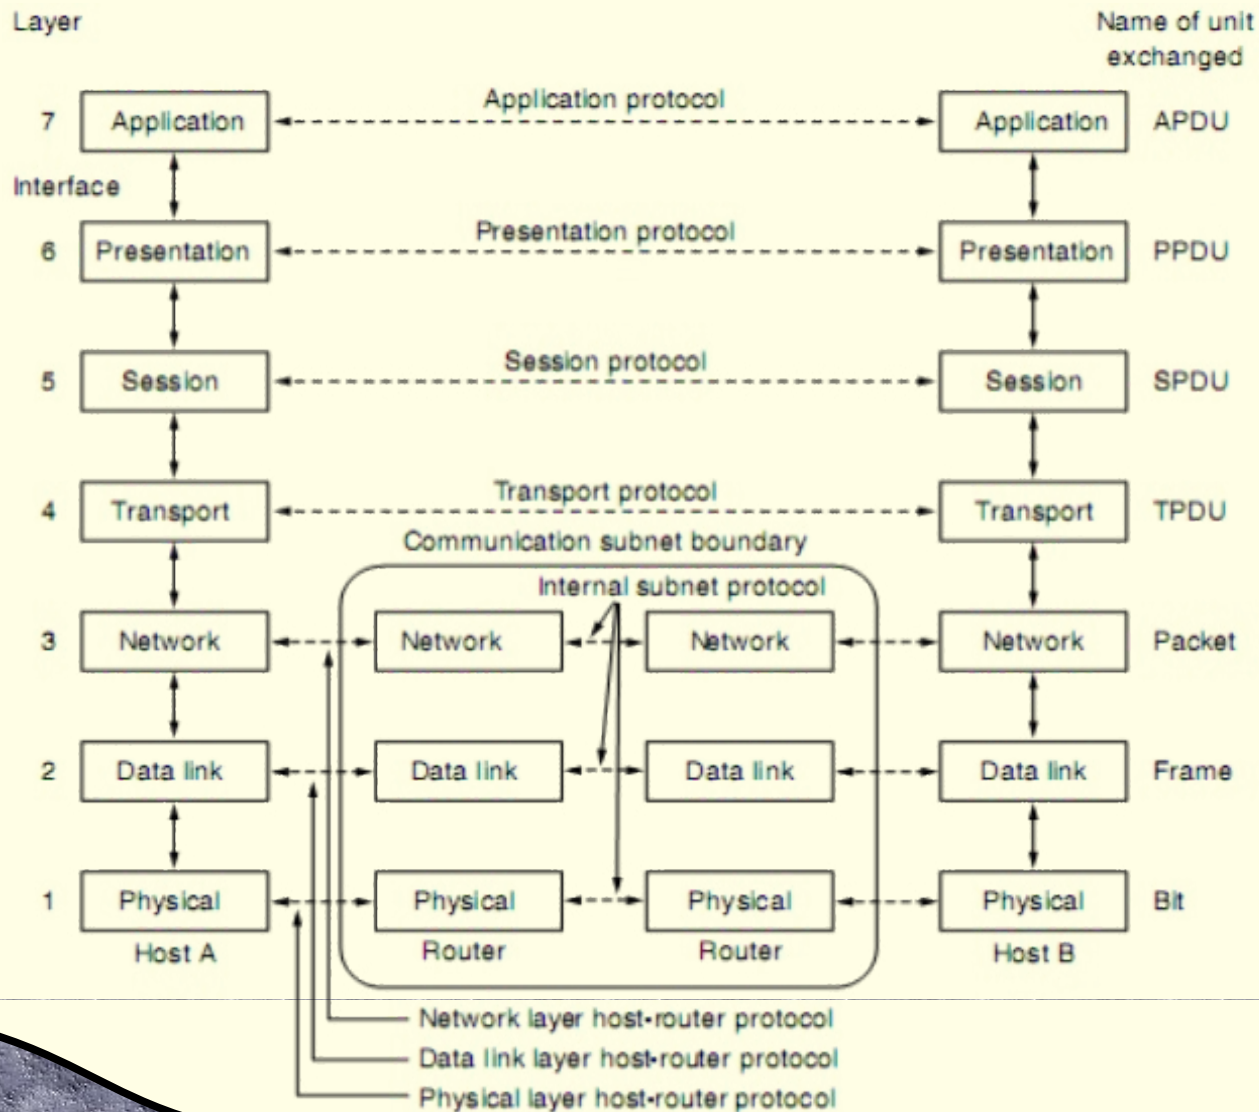 Layer
Name of unit
exchanged
7
Application
Application protocol
Application
APDU
Interface
6
Presentation
Presentation protocol
Presentation
PPDU
5
Session
Session protocol
Session
SPDU
4
Transport
Transport protocol
Transport
TPDU
Communication subnet boundary
Internal subnet protocol
3
Network
Network
Network
Network
Packet
2
Data link
Data link
Data link
Data link
Frame
1
Physical
Physical
Physical
Physical
Bit
Host A
Router
Router
Host B
Network layer host-router protocol
Data link layer host-router protocol
Physical layer host-router protocol